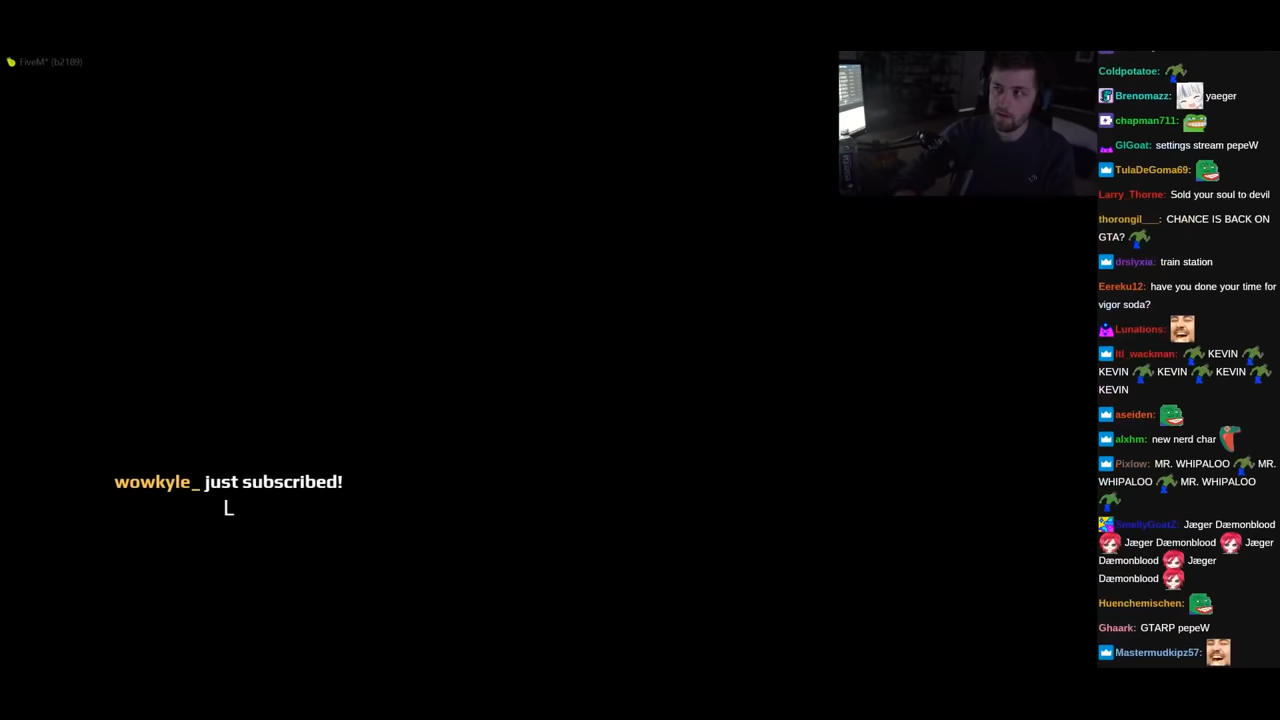 FiveM* (b2189)
Coldpotatoe:
Brenomazz: yaeger
chapman711:
GIGoat: settings stream pepeW
TulaDeGoma69:
Larry_Thorne: Sold your soul to devil
thorongil___: CHANCE IS BACK ON
GTA?
drslyxia: train station
Eereku12: have you done your time for
vigor soda?
Lunations:
ltl_wackman: KEVIN
KEVIN KEVIN KEVIN
KEVIN
aseiden:
alxhm: new nerd char
Pixlow: MR. WHIPALOO MR.
WHIPALOO MR. WHIPALOO
SmellyGoatZ: Jæger Dæmonblood
Jæger Dæmonblood Jæger
Dæmonblood Jæger
Dæmonblood
Huenchemischen:
Ghaark: GTARP pepeW
Mastermudkipz57:
wowkyle_ just subscribed!
L